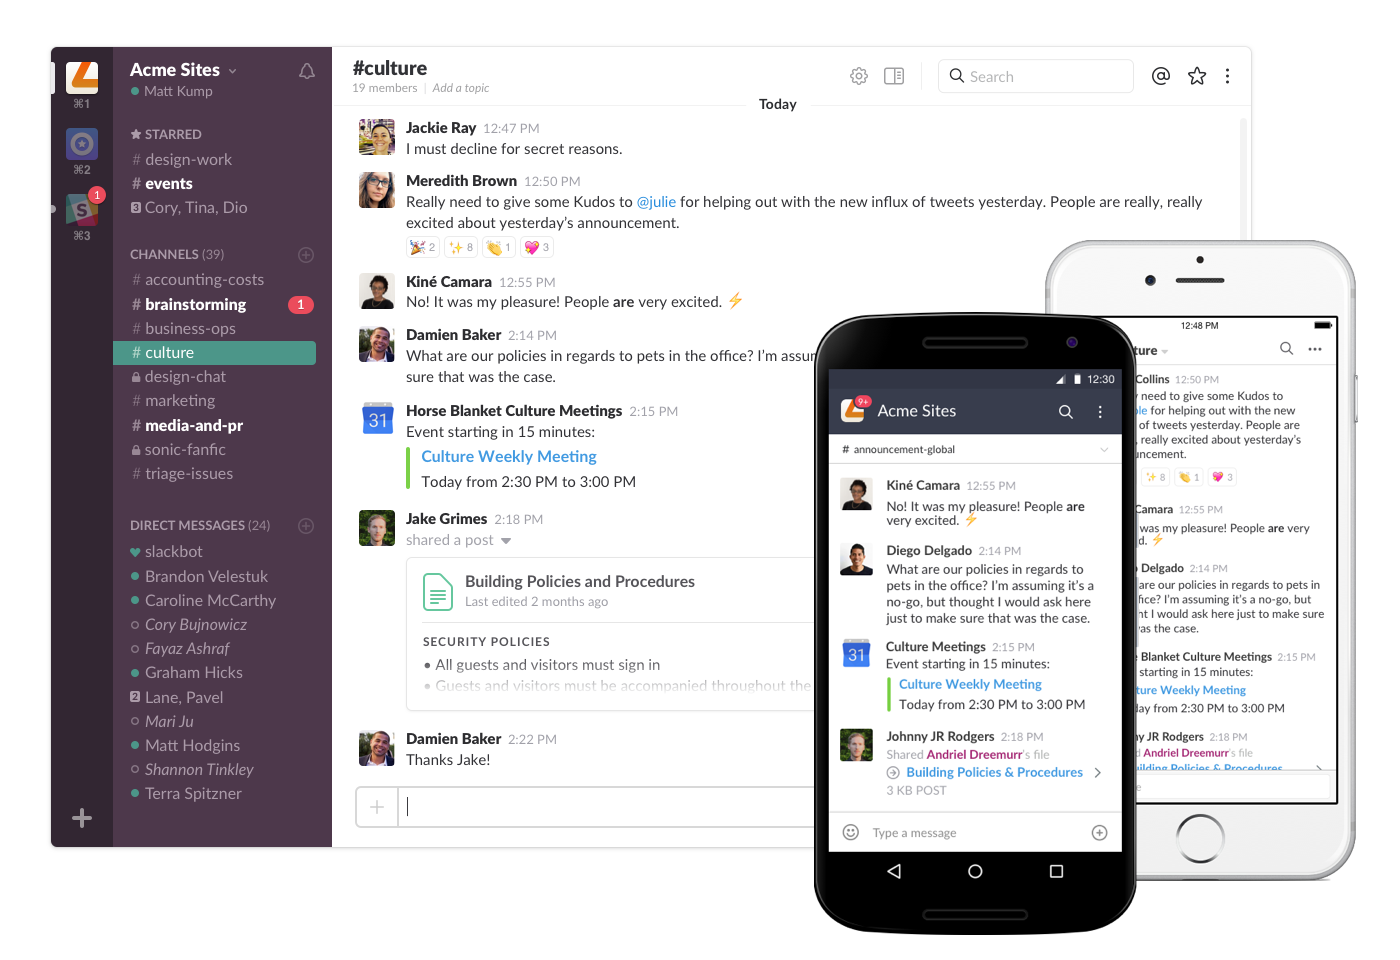 ⌘1
⌘2
1
S
⌘3
Acme Sites
Matt Kump
STARRED
# design-work
# events
3 Cory, Tina, Dio
CHANNELS (39)
# accounting-costs
# brainstorming 1
# business-ops
# culture
design-chat
# marketing
# media-and-pr
sonic-fanfic
# triage-issues
DIRECT MESSAGES (24)
slackbot
Brandon Velestuk
Caroline McCarthy
Cory Bujnowicz
Fayaz Ashraf
Graham Hicks
2 Lane, Pavel
Mari Ju
Matt Hodgins
Shannon Tinkley
Terra Spitzner
#culture
19 members | Add a topic
Search
Today
Jackie Ray 12:47 PM
I must decline for secret reasons.
Meredith Brown 12:50 PM
Really need to give some Kudos to @julie for helping out with the new influx of tweets yesterday. People are really, really
excited about yesterday's announcement.
🎉 2 ✨ 8 👏 1 💖 3
Kiné Camara 12:55 PM
No! It was my pleasure! People are very excited. ⚡
Damien Baker 2:14 PM
What are our policies in regards to pets in the office? I'm assum
sure that was the case.
31
Horse Blanket Culture Meetings 2:15 PM
Event starting in 15 minutes:
Culture Weekly Meeting
Today from 2:30 PM to 3:00 PM
Jake Grimes 2:18 PM
shared a post
Building Policies and Procedures
Last edited 2 months ago
SECURITY POLICIES
• All guests and visitors must sign in
• Guests and visitors must be accompanied throughout the
Damien Baker 2:22 PM
Thanks Jake!
12:30
9+
Acme Sites
# announcement-global
Kiné Camara 12:55 PM
No! It was my pleasure! People are
very excited. ⚡
Diego Delgado 2:14 PM
What are our policies in regards to
pets in the office? I'm assuming it's a
no-go, but thought I would ask here
just to make sure that was the case.
31
Culture Meetings 2:15 PM
Event starting in 15 minutes:
Culture Weekly Meeting
Today from 2:30 PM to 3:00 PM
Johnny JR Rodgers 2:18 PM
Shared Andriel Dreemurr's file
Building Policies & Procedures
3 KB POST
Type a message
12:48 PM
ture
Collins 12:50 PM
need to give some Kudos to
for helping out with the new
of tweets yesterday. People are
, really excited about yesterday's
uncement.
✨ 8 👏 1 💖 3
Camara 12:55 PM
was my pleasure! People are very
d. ⚡
Delgado 2:14 PM
are our policies in regards to pets in
fice? I'm assuming it's a no-go, but
ht I would ask here just to make sure
as the case.
Blanket Culture Meetings 2:15 PM
starting in 15 minutes:
ture Weekly Meeting
ay from 2:30 PM to 3:00 PM
ny JR Rodgers 2:18 PM
d Andriel Dreemurr's file
uilding Policies & Procedures